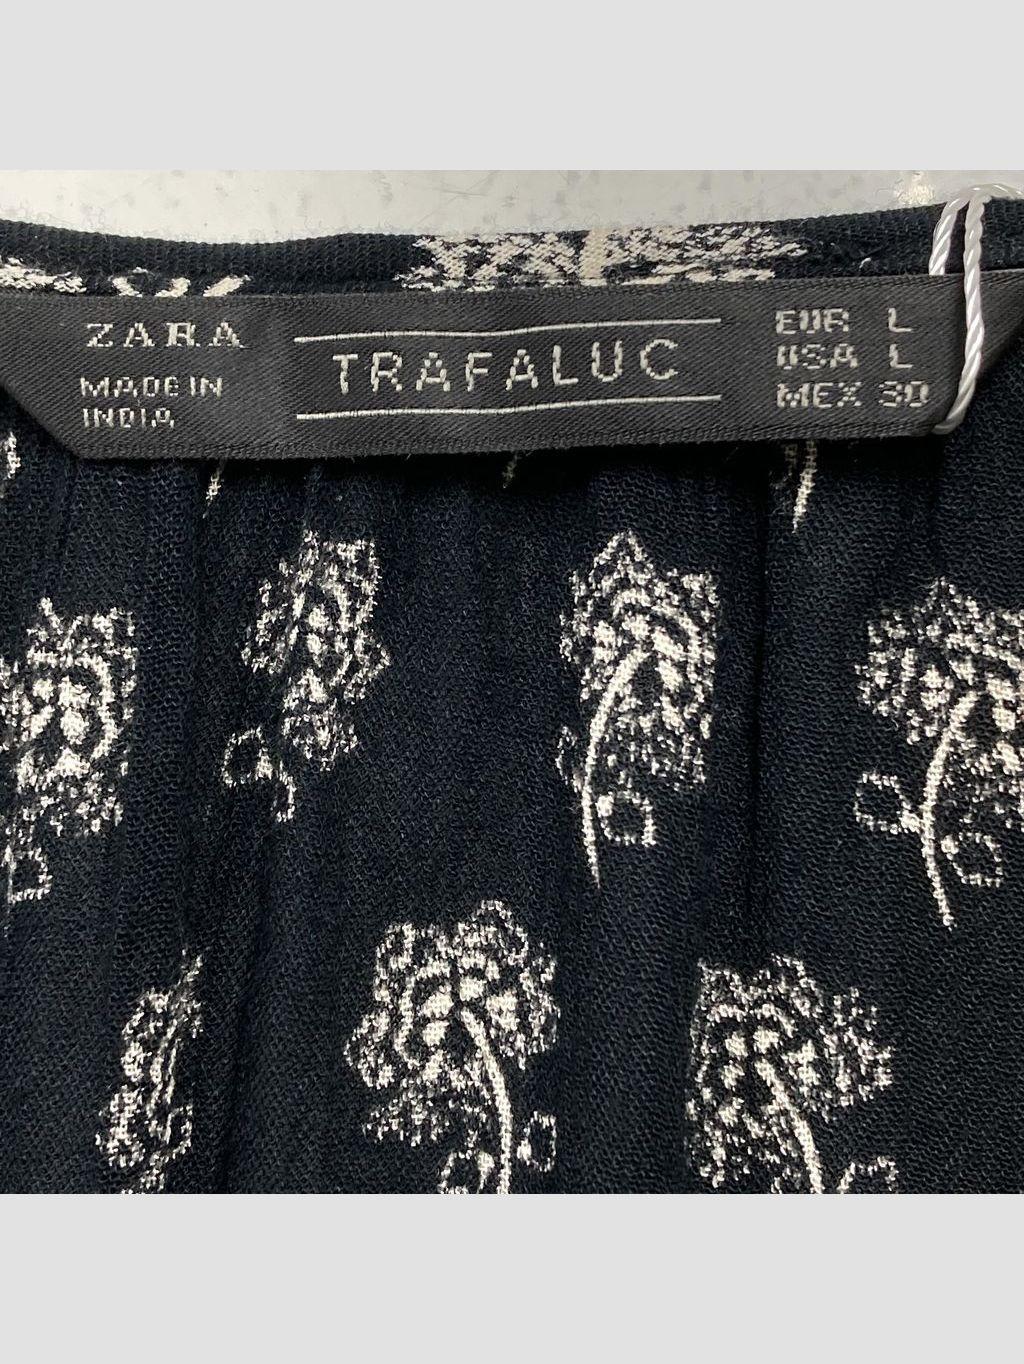 ZARA
MADE IN
INDIA
TRAFALUC
EUR L
USA L
MEX 30